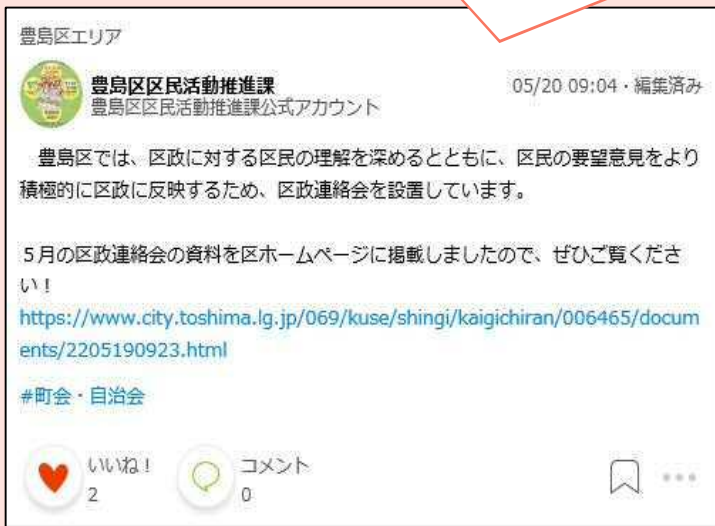 豊島区エリア
豊島区区民活動推進課
05/20 09:04・編集済み
豊島区区民活動推進課公式アカウント
　豊島区では、区政に対する区民の理解を深めるとともに、区民の要望意見をより
積極的に区政に反映するため、区政連絡会を設置しています。
５月の区政連絡会の資料を区ホームページに掲載しましたので、ぜひご覧くださ
い！
https://www.city.toshima.lg.jp/069/kuse/shingi/kaigichiran/006465/docum
ents/2205190923.html
#町会・自治会
いいね！
2
コメント
0